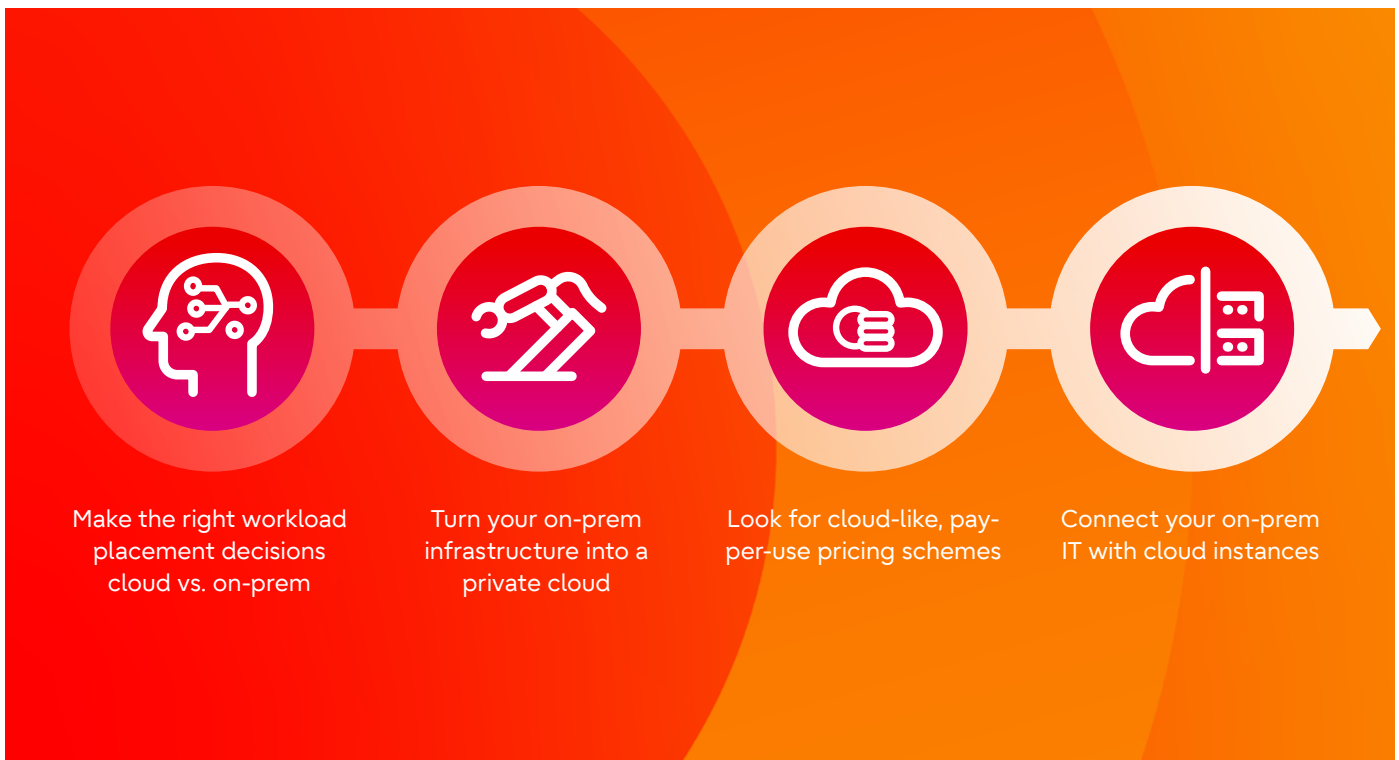 Make the right workload
placement decisions
cloud vs. on-prem
Turn your on-prem
infrastructure into a
private cloud
Look for cloud-like, pay-
per-use pricing schemes
Connect your on-prem
IT with cloud instances